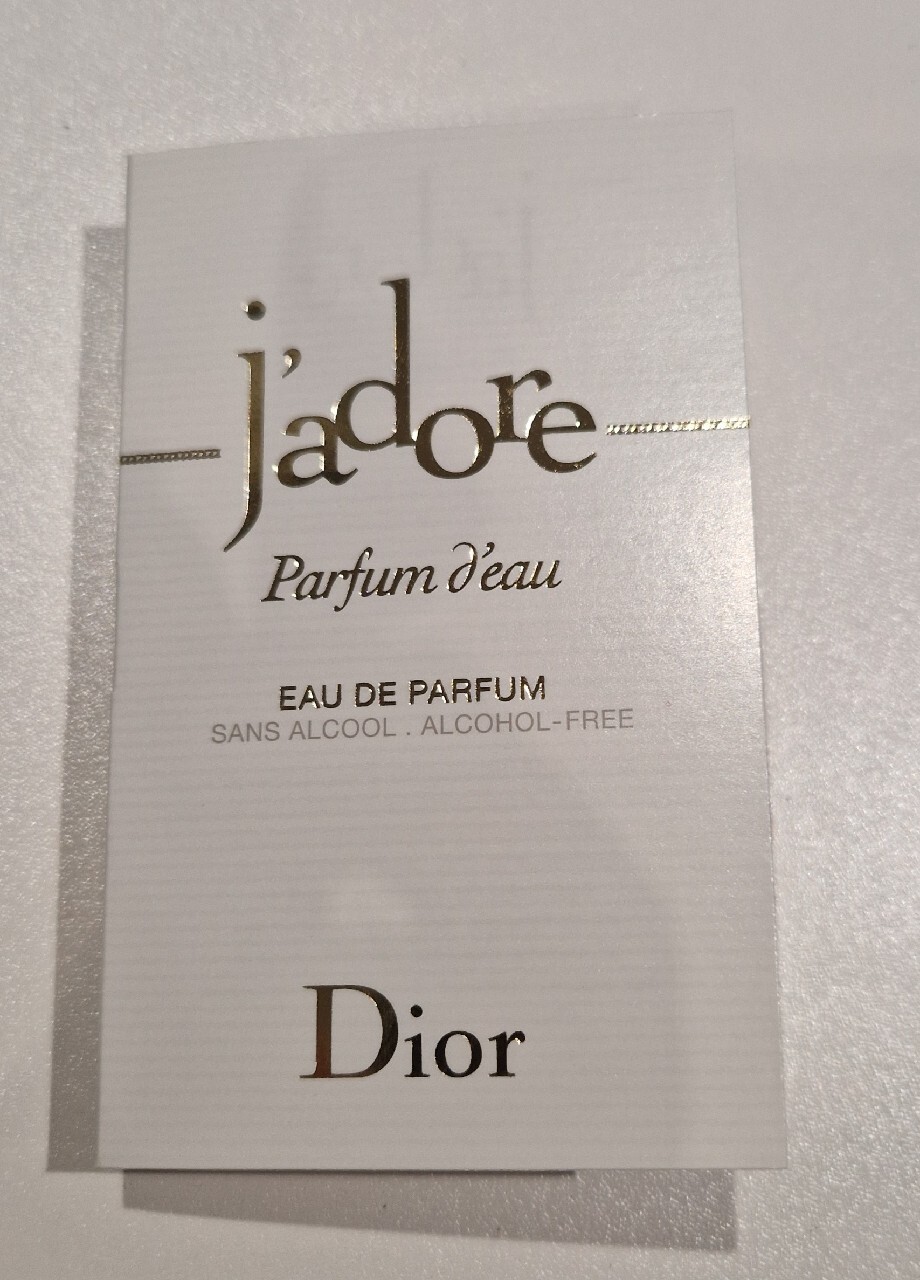 j'adore
Parfum d'eau
EAU DE PARFUM
SANS ALCOOL . ALCOHOL-FREE
Dior